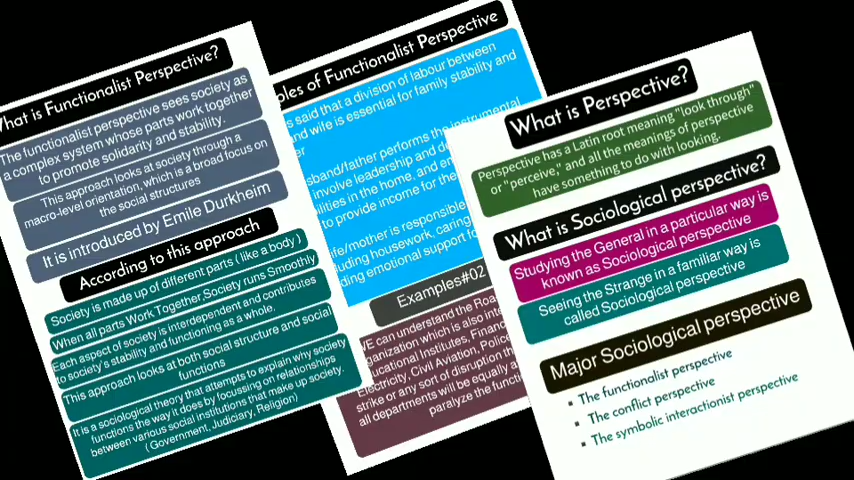 What is Functionalist Perspective?
The functionalist perspective sees society as
a complex system whose parts work together
to promote solidarity and stability.
This approach looks at society through a
macro-level orientation, which is a broad focus on
the social structures
It is introduced by Emile Durkheim
According to this approach
Society is made up of different parts ( like a body )
When all parts Work Together,Society runs Smoothly
Each aspect of society is interdependent and contributes
to society's stability and functioning as a whole.
This approach looks at both social structure and social
functions
It is a sociological theory that attempts to explain why society
functions the way it does by focussing on relationships
between various social institutions that make up society.
( Government, Judiciary, Religion)
of Functionalist Perspective
said that a division of labour between
wife is essential for family stability and
performs the instrumental
involve leadership and
in the home, and
to provide income for the
is responsible
housework, caring
emotional support
Examples#02
can understand the
which is also
Institutes,
Electricity, Civil Aviation,
strike or any sort of disruption
all departments will be equally
paralyze the
What is Perspective?
Perspective has a Latin root meaning "look through"
or "perceive," and all the meanings of perspective
have something to do with looking.
What is Sociological perspective?
Studying the General in a particular way is
known as Sociological perspective
Seeing the Strange in a familiar way is
called Sociological perspective
Major Sociological perspective
▪ The functionalist perspective
▪ The conflict perspective
▪ The symbolic interactionist perspective